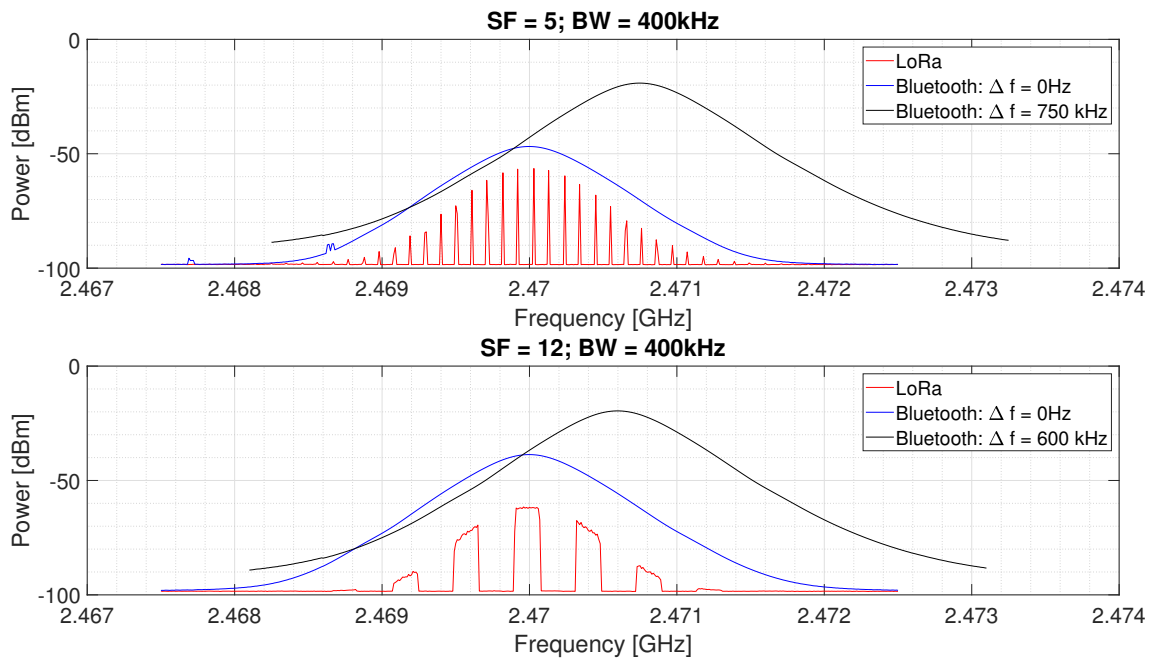 SF = 5; BW = 400kHz
0
-50
-100
Power [dBm]
LoRa
Bluetooth: Δ f = 0Hz
Bluetooth: Δ f = 750 kHz
2.467 2.468 2.469 2.47 2.471 2.472 2.473 2.474
Frequency [GHz]
SF = 12; BW = 400kHz
0
-50
-100
Power [dBm]
LoRa
Bluetooth: Δ f = 0Hz
Bluetooth: Δ f = 600 kHz
2.467 2.468 2.469 2.47 2.471 2.472 2.473 2.474
Frequency [GHz]